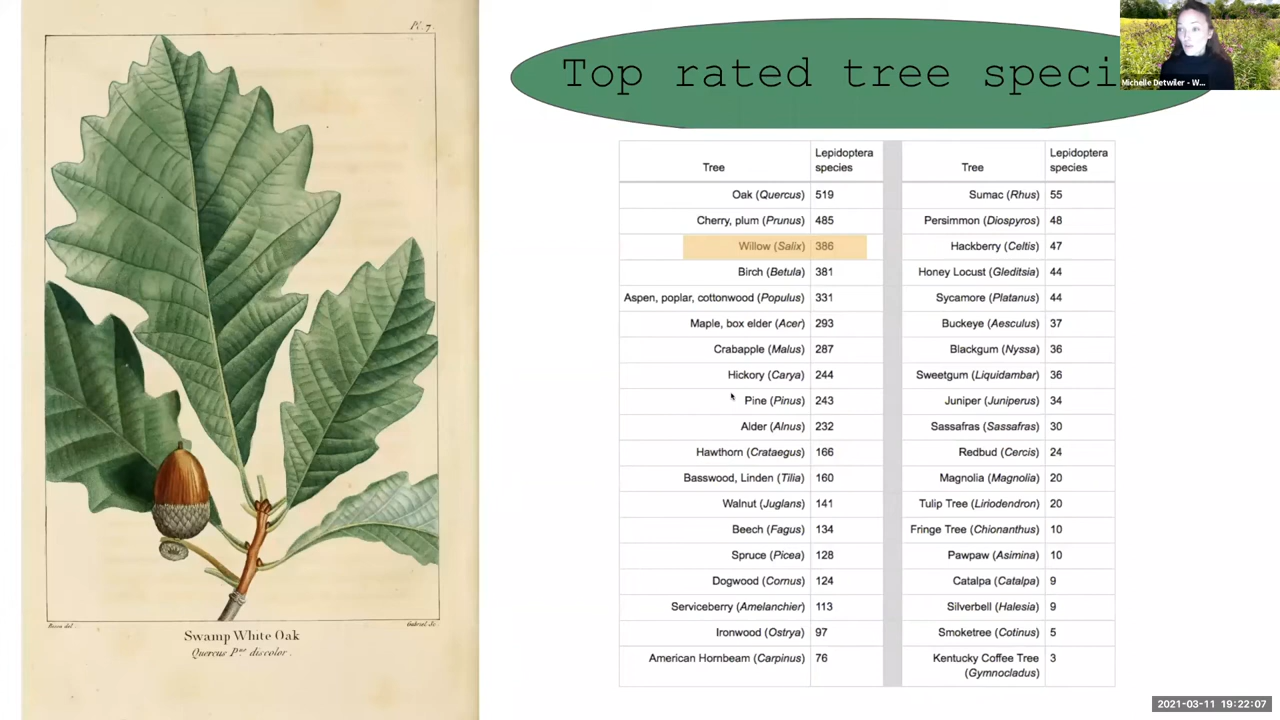 Pl. 7.
Swamp White Oak
Quercus P.nus discolor.
Gabriel Sc.
Top rated tree speci
Michelle Detwiler - W...
Tree Lepidoptera species
Oak (Quercus) 519
Cherry, plum (Prunus) 485
Willow (Salix) 386
Birch (Betula) 381
Aspen, poplar, cottonwood (Populus) 331
Maple, box elder (Acer) 293
Crabapple (Malus) 287
Hickory (Carya) 244
Pine (Pinus) 243
Alder (Alnus) 232
Hawthorn (Crataegus) 166
Basswood, Linden (Tilia) 160
Walnut (Juglans) 141
Beech (Fagus) 134
Spruce (Picea) 128
Dogwood (Cornus) 124
Serviceberry (Amelanchier) 113
Ironwood (Ostrya) 97
American Hornbeam (Carpinus) 76
Tree Lepidoptera species
Sumac (Rhus) 55
Persimmon (Diospyros) 48
Hackberry (Celtis) 47
Honey Locust (Gleditsia) 44
Sycamore (Platanus) 44
Buckeye (Aesculus) 37
Blackgum (Nyssa) 36
Sweetgum (Liquidambar) 36
Juniper (Juniperus) 34
Sassafras (Sassafras) 30
Redbud (Cercis) 24
Magnolia (Magnolia) 20
Tulip Tree (Liriodendron) 20
Fringe Tree (Chionanthus) 10
Pawpaw (Asimina) 10
Catalpa (Catalpa) 9
Silverbell (Halesia) 9
Smoketree (Cotinus) 5
Kentucky Coffee Tree 3
(Gymnocladus)
2021-03-11 19:22:07